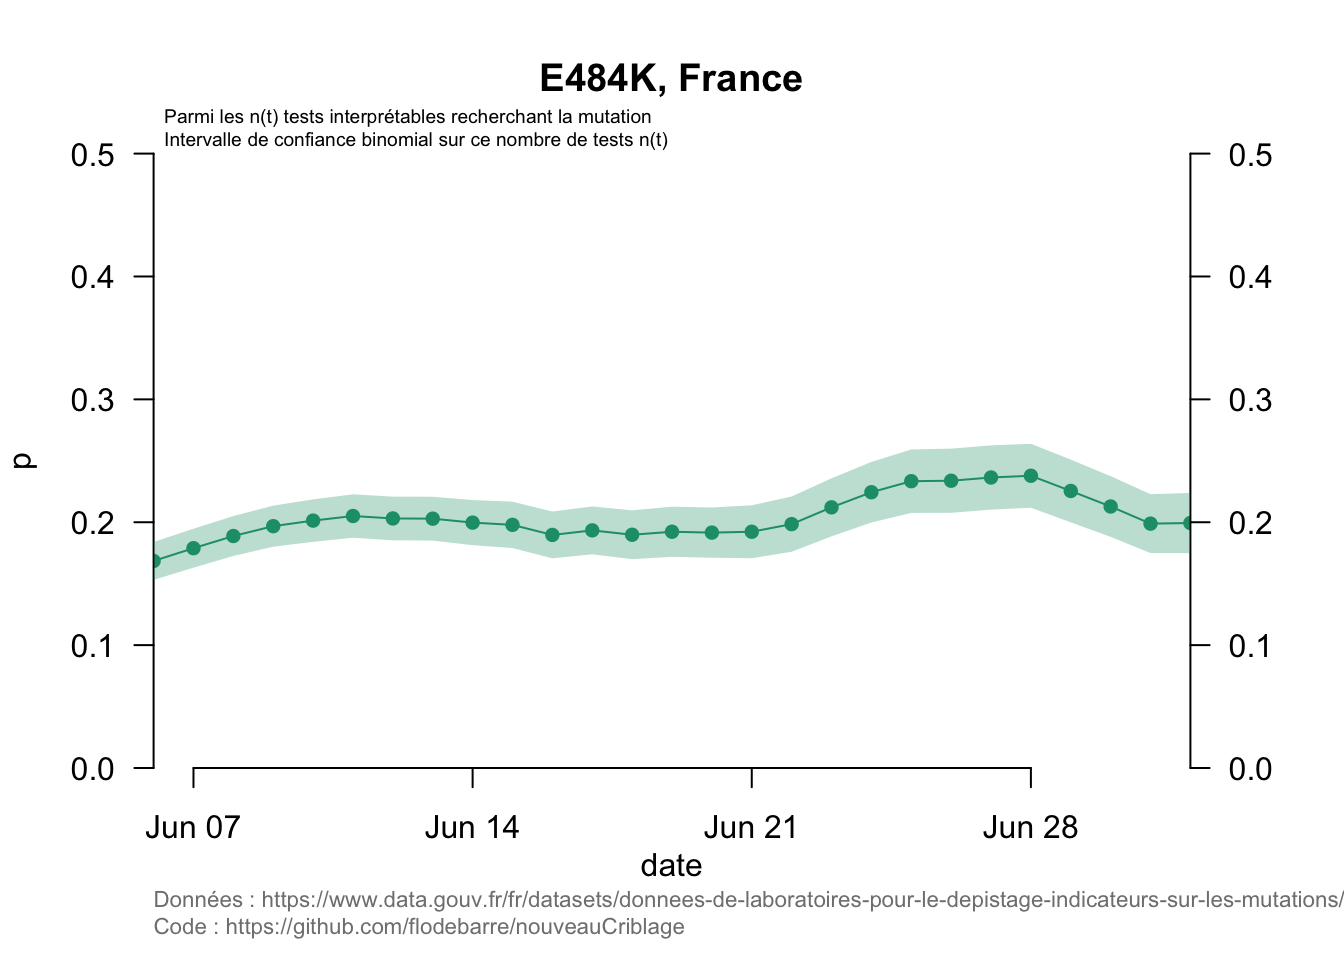 E484K, France
Parmi les n(t) tests interprétables recherchant la mutation
Intervalle de confiance binomial sur ce nombre de tests n(t)
0.5
0.4
0.3
0.2
0.1
0.0
p
0.5
0.4
0.3
0.2
0.1
0.0
Jun 07 Jun 14 Jun 21 Jun 28
date
Données : https://www.data.gouv.fr/fr/datasets/donnees-de-laboratoires-pour-le-depistage-indicateurs-sur-les-mutations/
Code : https://github.com/flodebarre/nouveauCriblage